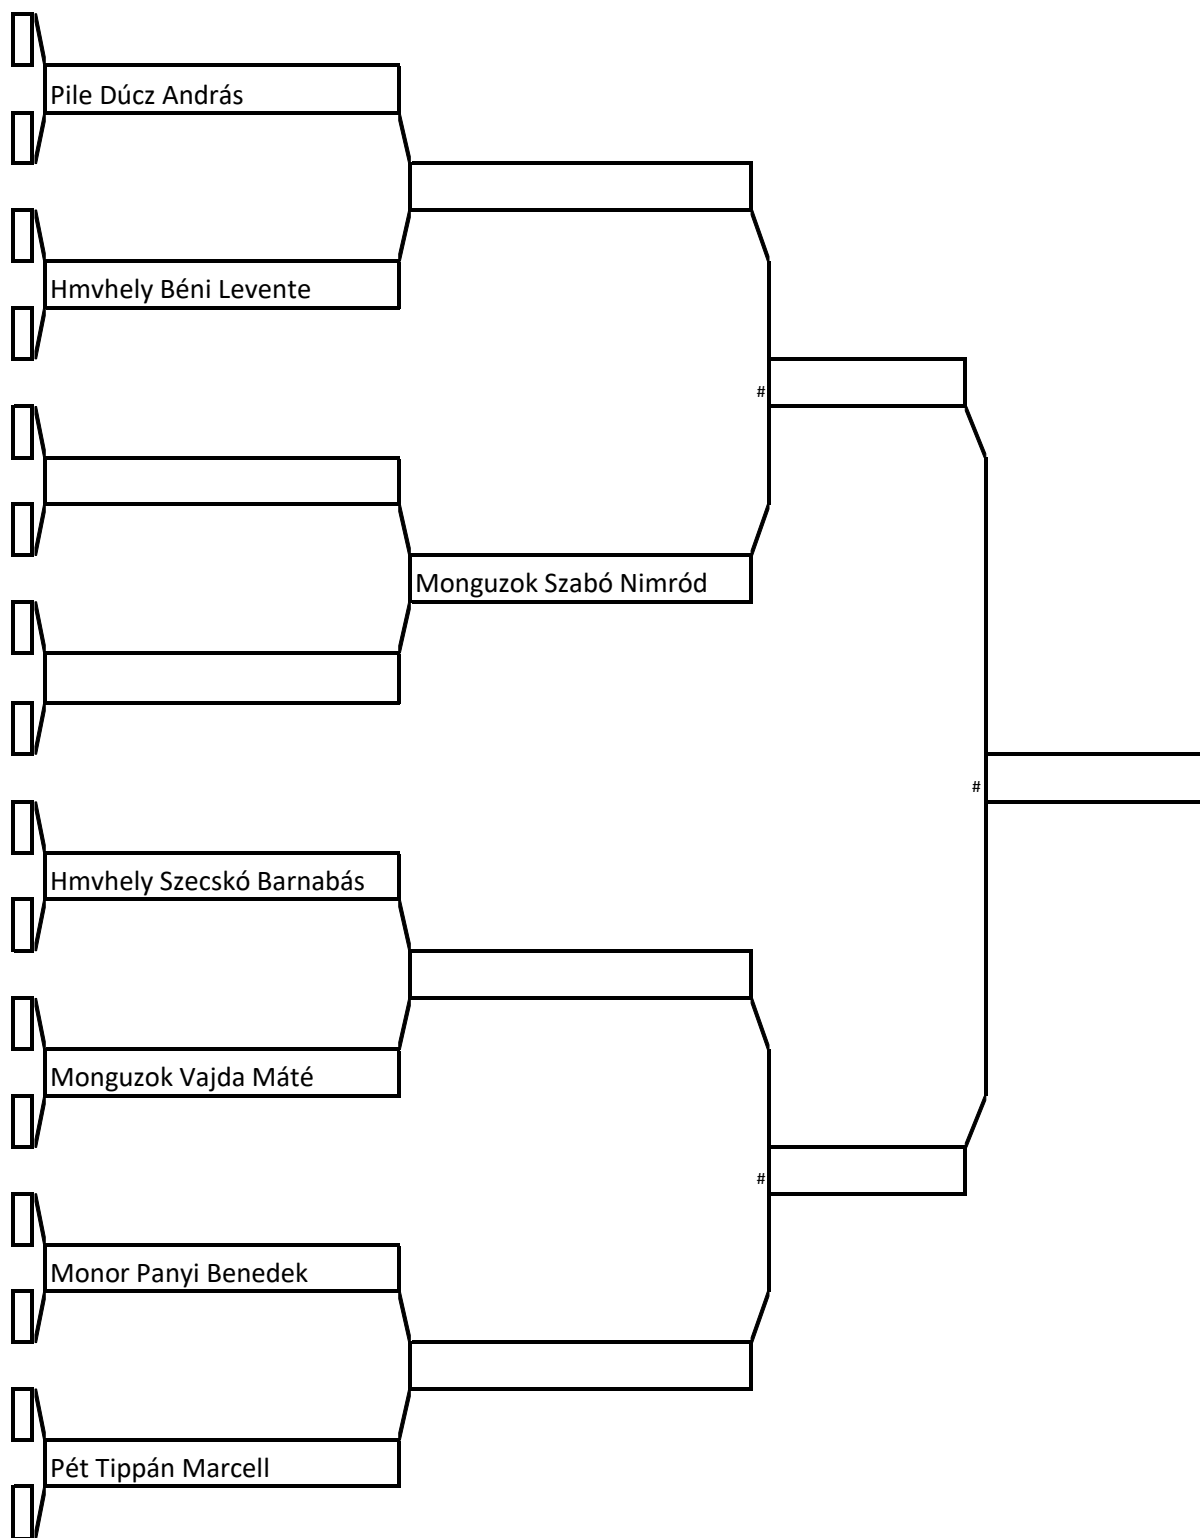 Pile Dúcz András
Hmvhely Béni Levente
#
Monguzok Szabó Nimród
#
Hmvhely Szecskó Barnabás
Monguzok Vajda Máté
#
Monor Panyi Benedek
Pét Tippán Marcell